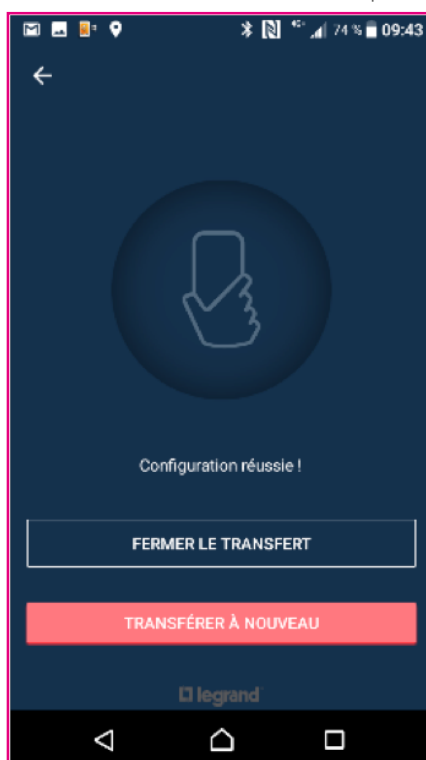 74 % 09:43
Configuration réussie !
FERMER LE TRANSFERT
TRANSFÉRER À NOUVEAU
legrand